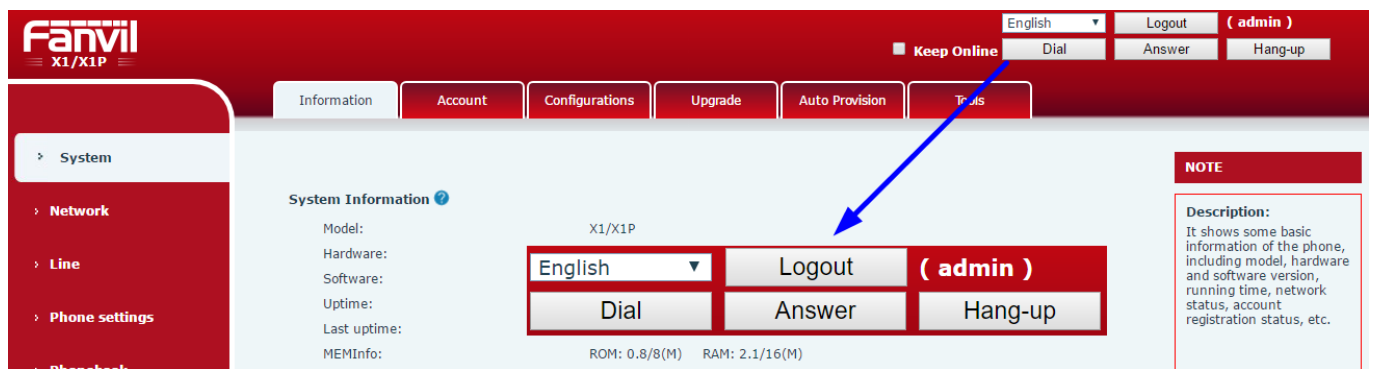 Fanvil
X1/X1P
English Logout ( admin )
Keep Online Dial Answer Hang-up
Information Account Configurations Upgrade Auto Provision Tools
System
Network
Line
Phone settings
Phonebook
System Information ?
Model: X1/X1P
Hardware:
Software:
Uptime:
Last uptime:
MEMInfo: ROM: 0.8/8(M) RAM: 2.1/16(M)
English Logout ( admin )
Dial Answer Hang-up
NOTE
Description:
It shows some basic
information of the phone,
including model, hardware
and software version,
running time, network
status, account
registration status, etc.